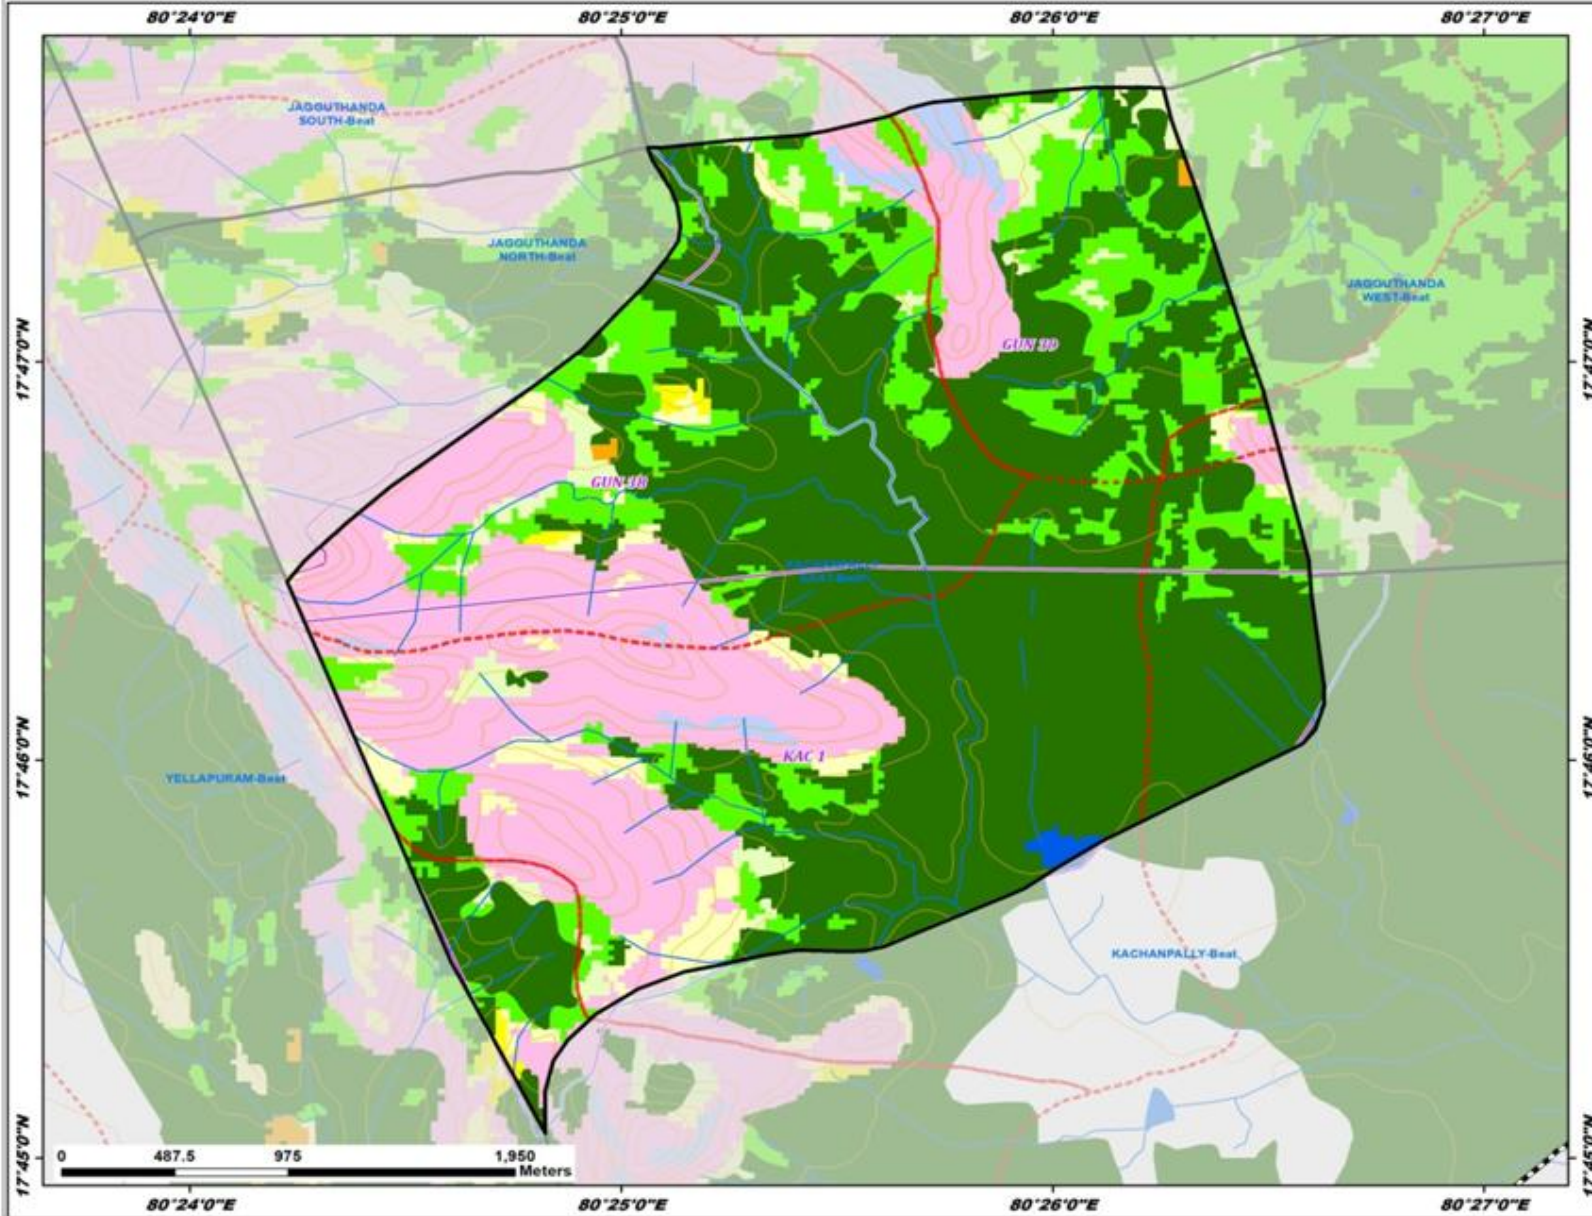 80°24'0"E 80°25'0"E 80°26'0"E 80°27'0"E
JAGGUTHANDA
SOUTH-Beat
JAGGUTHANDA
NORTH-Beat
JAGGUTHANDA
WEST-Beat
GUN 39
17°47'0"N 17°47'0"N
GUN 38
KAC 1
17°46'0"N 17°46'0"N
YELLAPURAM-Beat
KACHANPALLY-Beat
17°45'0"N 17°45'0"N
0 487.5 975 1,950
Meters
80°24'0"E 80°25'0"E 80°26'0"E 80°27'0"E